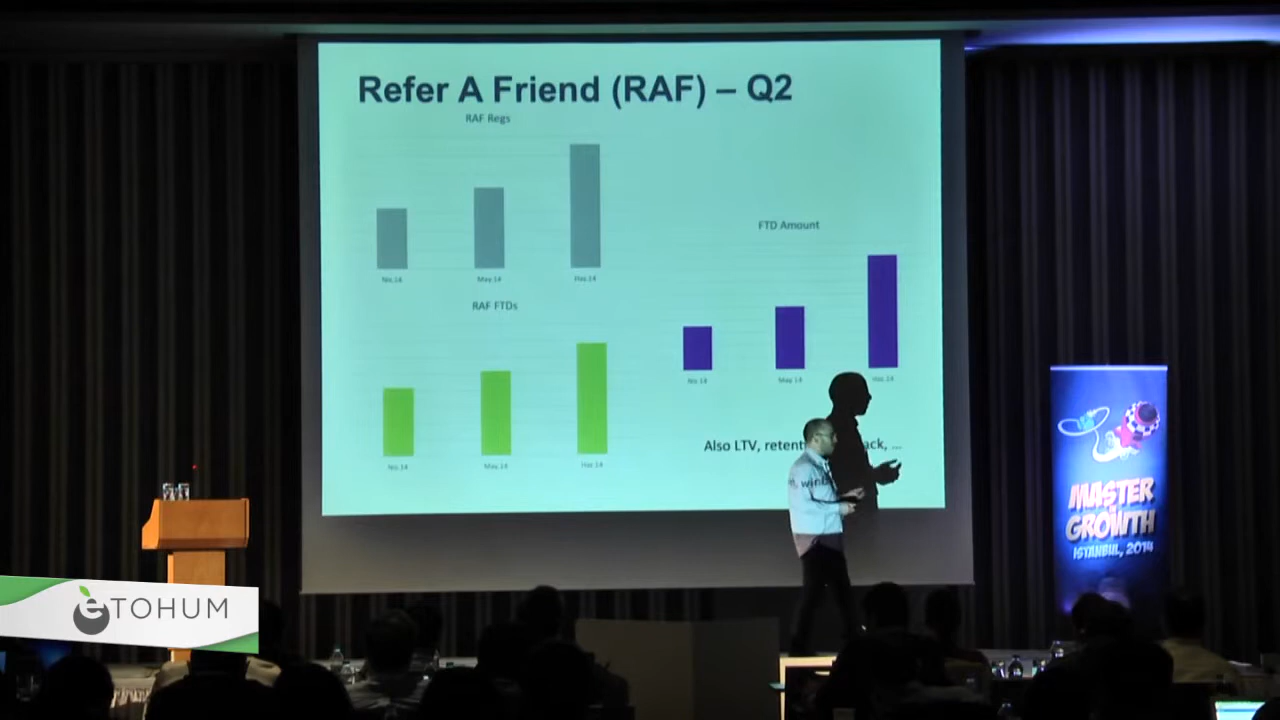 Refer A Friend (RAF) – Q2
RAF Regs
Nis.14
May.14
Haz.14
FTD Amount
Nis.14
May.14
Haz.14
RAF FTDs
Nis.14
May.14
Haz.14
Also LTV, ack, ...
MASTER
GROWTH
ISTANBUL, 2014
eTOHUM